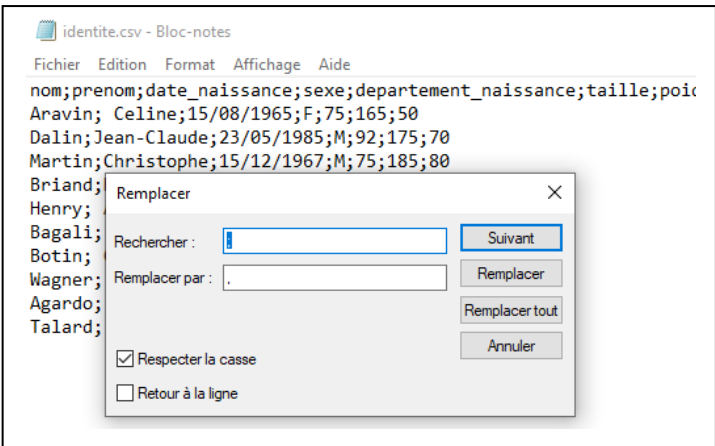 identite.csv - Bloc-notes
Fichier Edition Format Affichage Aide
nom;prenom;date_naissance;sexe;departement_naissance;taille;poid
Aravin; Celine;15/08/1965;F;75;165;50
Dalin;Jean-Claude;23/05/1985;M;92;175;70
Martin;Christophe;15/12/1967;M;75;185;80
Briand;
Henry;
Bagali;
Botin;
Wagner;
Agardo;
Talard;
Remplacer
Rechercher : ;
Suivant
Remplacer par : .
Remplacer
Remplacer tout
Annuler
Respecter la casse
Retour à la ligne